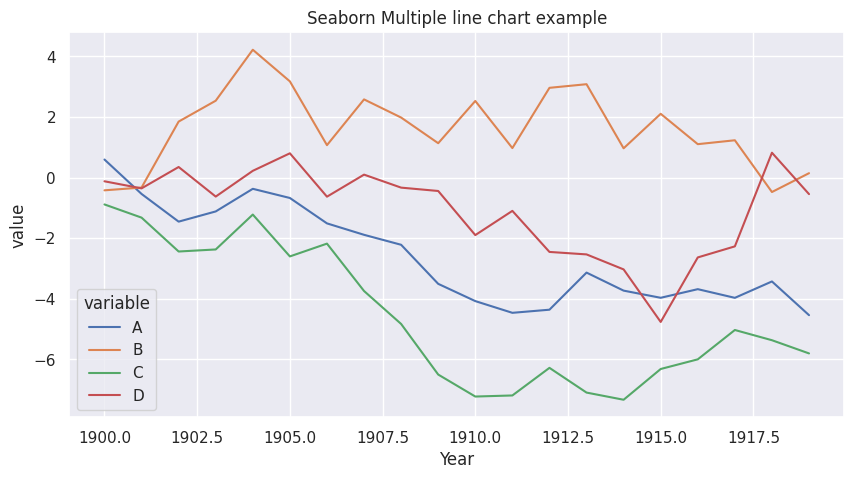 Seaborn Multiple line chart example
value
4
2
0
−2
−4
−6
variable
A
B
C
D
1900.0 1902.5 1905.0 1907.5 1910.0 1912.5 1915.0 1917.5
Year